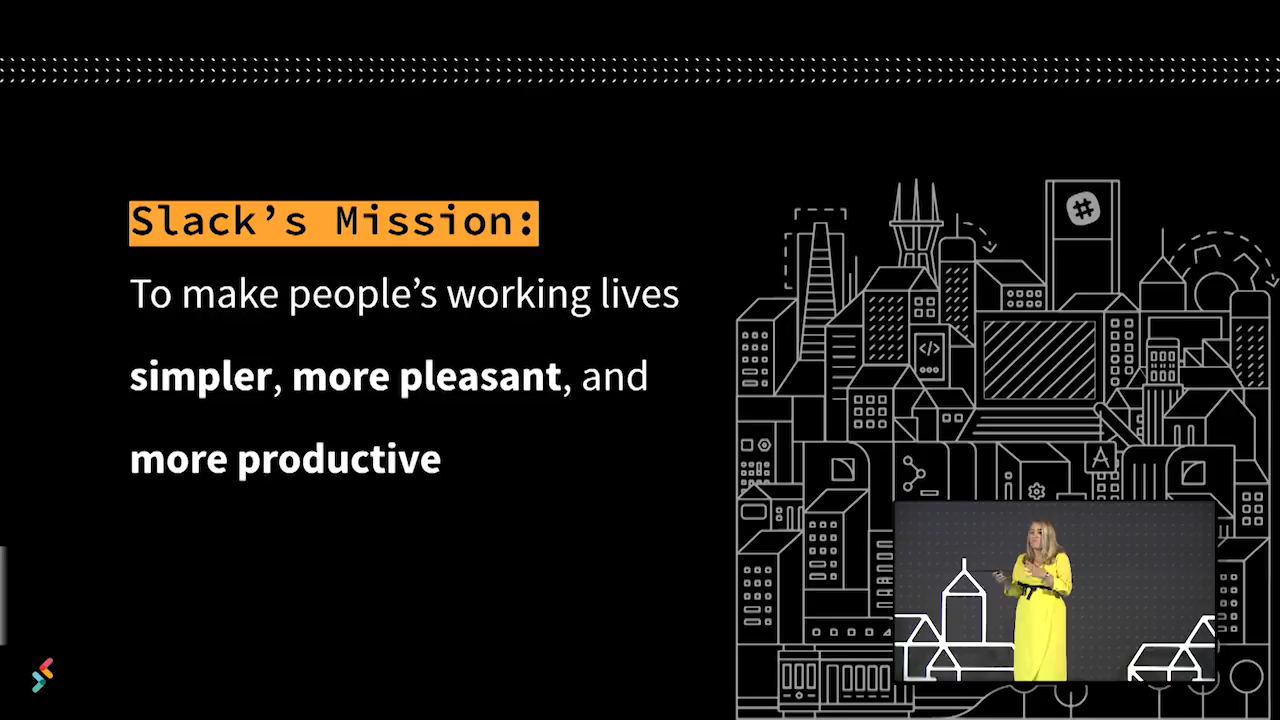 Slack’s Mission:
To make people’s working lives
simpler, more pleasant, and
more productive